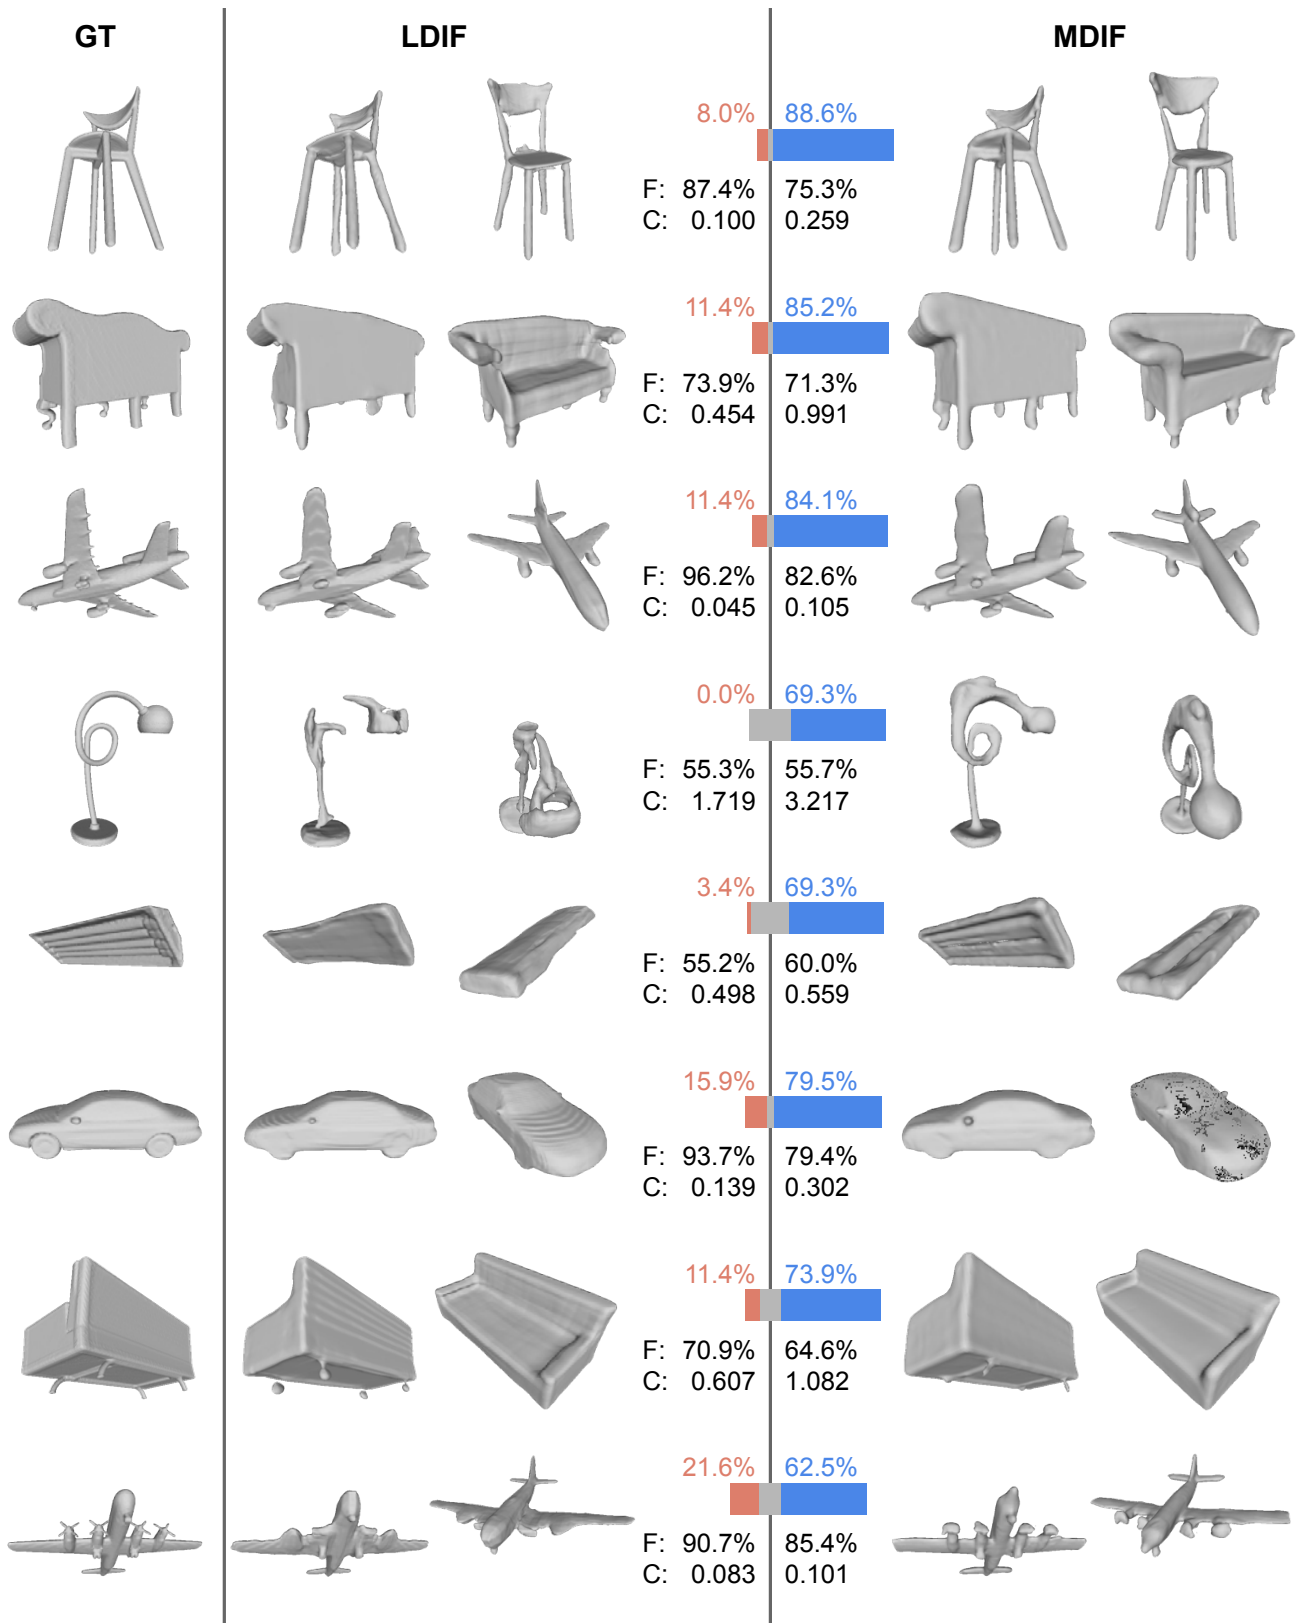 GT LDIF MDIF
8.0% 88.6%
F: 87.4% 75.3%
C: 0.100 0.259
11.4% 85.2%
F: 73.9% 71.3%
C: 0.454 0.991
11.4% 84.1%
F: 96.2% 82.6%
C: 0.045 0.105
0.0% 69.3%
F: 55.3% 55.7%
C: 1.719 3.217
3.4% 69.3%
F: 55.2% 60.0%
C: 0.498 0.559
15.9% 79.5%
F: 93.7% 79.4%
C: 0.139 0.302
11.4% 73.9%
F: 70.9% 64.6%
C: 0.607 1.082
21.6% 62.5%
F: 90.7% 85.4%
C: 0.083 0.101